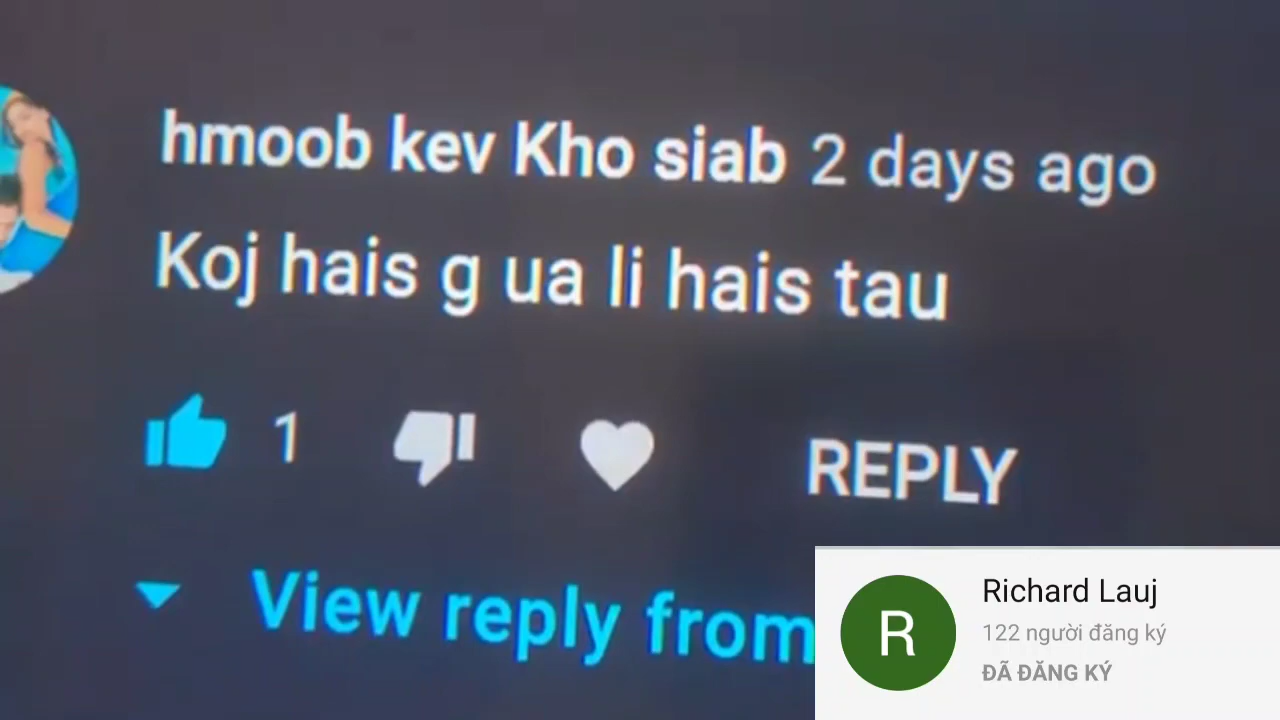 hmoob kev Kho siab 2 days ago
Koj hais g ua li hais tau
1
REPLY
View reply from
R
Richard Lauj
122 người đăng ký
ĐÃ ĐĂNG KÝ